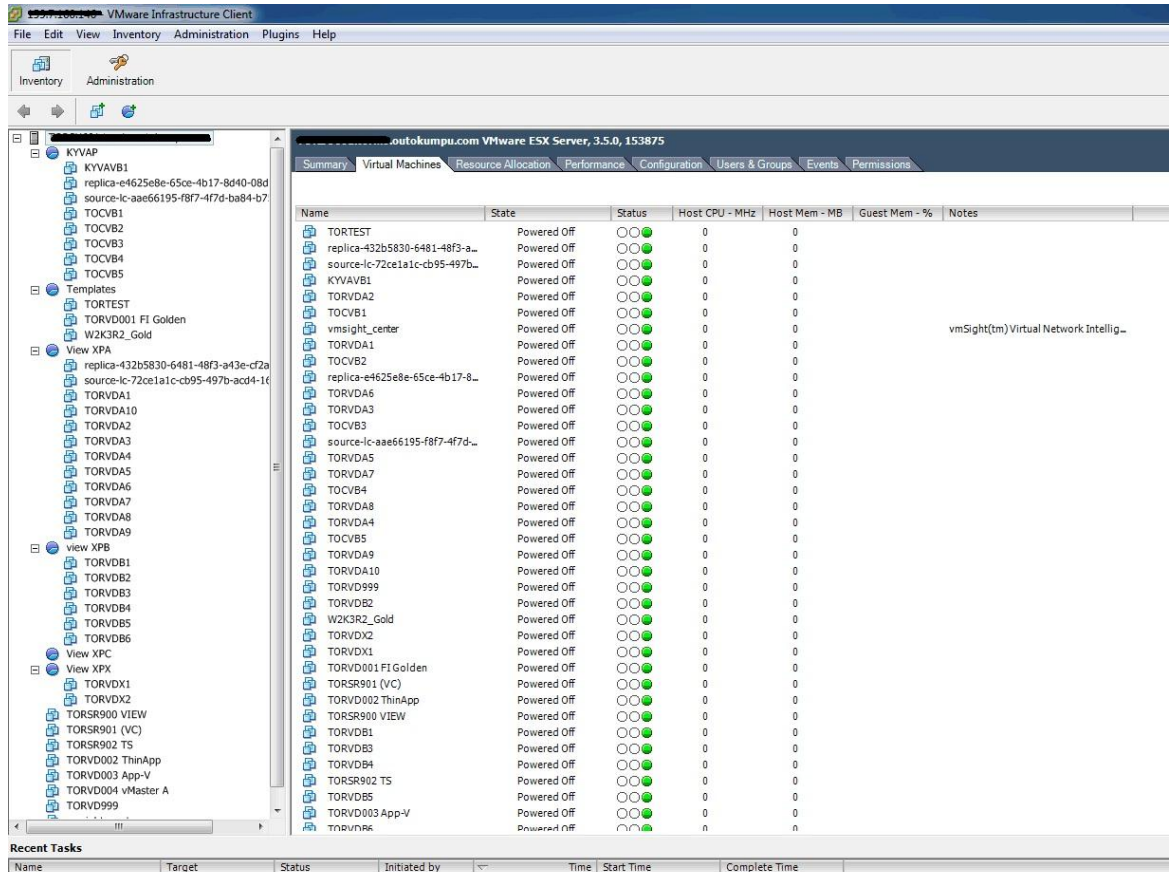 VMware Infrastructure Client
File Edit View Inventory Administration Plugins Help
Inventory Administration
KYVAP
KYVAVB1
replica-e4625e8e-65ce-4b17-8d40-08d
source-lc-aae66195-f8f7-4f7d-ba84-b7
TOCVB1
TOCVB2
TOCVB3
TOCVB4
TOCVB5
Templates
TORTEST
TORVD001 FI Golden
W2K3R2_Gold
View XPA
replica-432b5830-6481-48f3-a43e-cf2a
source-lc-72ce1a1c-cb95-497b-acd4-16
TORVDA1
TORVDA10
TORVDA2
TORVDA3
TORVDA4
TORVDA5
TORVDA6
TORVDA7
TORVDA8
TORVDA9
view XPB
TORVDB1
TORVDB2
TORVDB3
TORVDB4
TORVDB5
TORVDB6
View XPC
View XPX
TORVDX1
TORVDX2
TORSR900 VIEW
TORSR901 (VC)
TORSR902 TS
TORVD002 ThinApp
TORVD003 App-V
TORVD004 vMaster A
TORVD999
.outokumpu.com VMware ESX Server, 3.5.0, 153875
Summary Virtual Machines Resource Allocation Performance Configuration Users & Groups Events Permissions
Name State Status Host CPU - MHz Host Mem - MB Guest Mem - % Notes
TORTEST Powered Off 0 0
replica-432b5830-6481-48f3-a... Powered Off 0 0
source-lc-72ce1a1c-cb95-497b... Powered Off 0 0
KYVAVB1 Powered Off 0 0
TORVDA2 Powered Off 0 0
TOCVB1 Powered Off 0 0
vmsight_center Powered Off 0 0 vmSight(tm) Virtual Network Intellig...
TORVDA1 Powered Off 0 0
TOCVB2 Powered Off 0 0
replica-e4625e8e-65ce-4b17-8... Powered Off 0 0
TORVDA6 Powered Off 0 0
TORVDA3 Powered Off 0 0
TOCVB3 Powered Off 0 0
source-lc-aae66195-f8f7-4f7d-... Powered Off 0 0
TORVDA5 Powered Off 0 0
TORVDA7 Powered Off 0 0
TOCVB4 Powered Off 0 0
TORVDA8 Powered Off 0 0
TORVDA4 Powered Off 0 0
TOCVB5 Powered Off 0 0
TORVDA9 Powered Off 0 0
TORVDA10 Powered Off 0 0
TORVD999 Powered Off 0 0
TORVDB2 Powered Off 0 0
W2K3R2_Gold Powered Off 0 0
TORVDX2 Powered Off 0 0
TORVDX1 Powered Off 0 0
TORVD001 FI Golden Powered Off 0 0
TORSR901 (VC) Powered Off 0 0
TORVD002 ThinApp Powered Off 0 0
TORSR900 VIEW Powered Off 0 0
TORVDB1 Powered Off 0 0
TORVDB3 Powered Off 0 0
TORVDB4 Powered Off 0 0
TORSR902 TS Powered Off 0 0
TORVDB5 Powered Off 0 0
TORVD003 App-V Powered Off 0 0
TORVDB6 Powered Off 0 0
Recent Tasks
Name Target Status Initiated by Time Start Time Complete Time